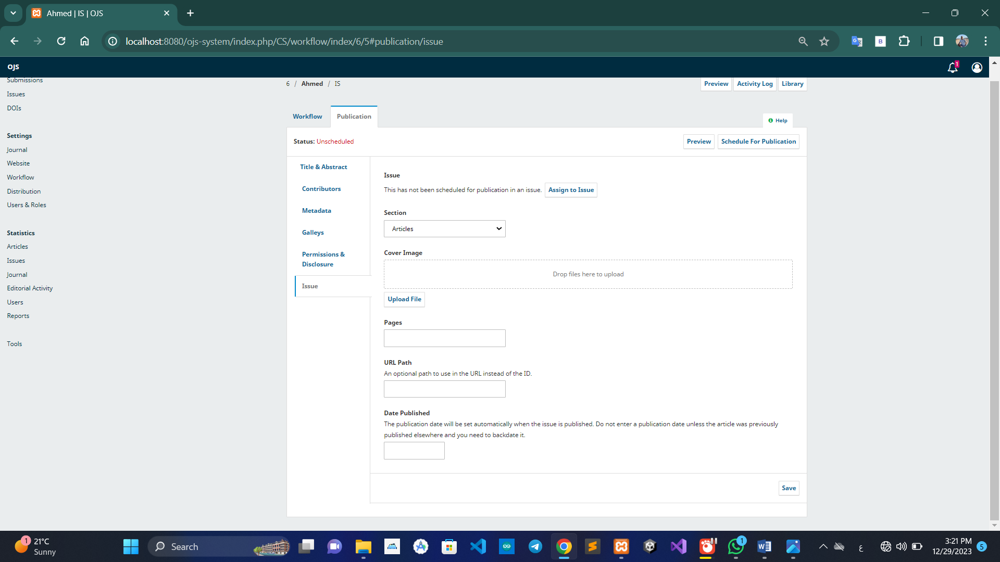 Ahmed | IS | OJS
localhost:8080/ojs-system/index.php/CS/workflow/index/6/5#publication/issue
OJS
1
Submissions
Issues
DOIs
Settings
Journal
Website
Workflow
Distribution
Users & Roles
Statistics
Articles
Issues
Journal
Editorial Activity
Users
Reports
Tools
6 / Ahmed / IS
Preview
Activity Log
Library
Workflow
Publication
Help
Status: Unscheduled
Preview
Schedule For Publication
Title & Abstract
Contributors
Metadata
Galleys
Permissions &
Disclosure
Issue
Issue
This has not been scheduled for publication in an issue.
Assign to Issue
Section
Articles
Cover Image
Drop files here to upload
Upload File
Pages
URL Path
An optional path to use in the URL instead of the ID.
Date Published
The publication date will be set automatically when the issue is published. Do not enter a publication date unless the article was previously
published elsewhere and you need to backdate it.
Save
1
21°C
Sunny
Search
1
ع
3:21 PM
12/29/2023
5